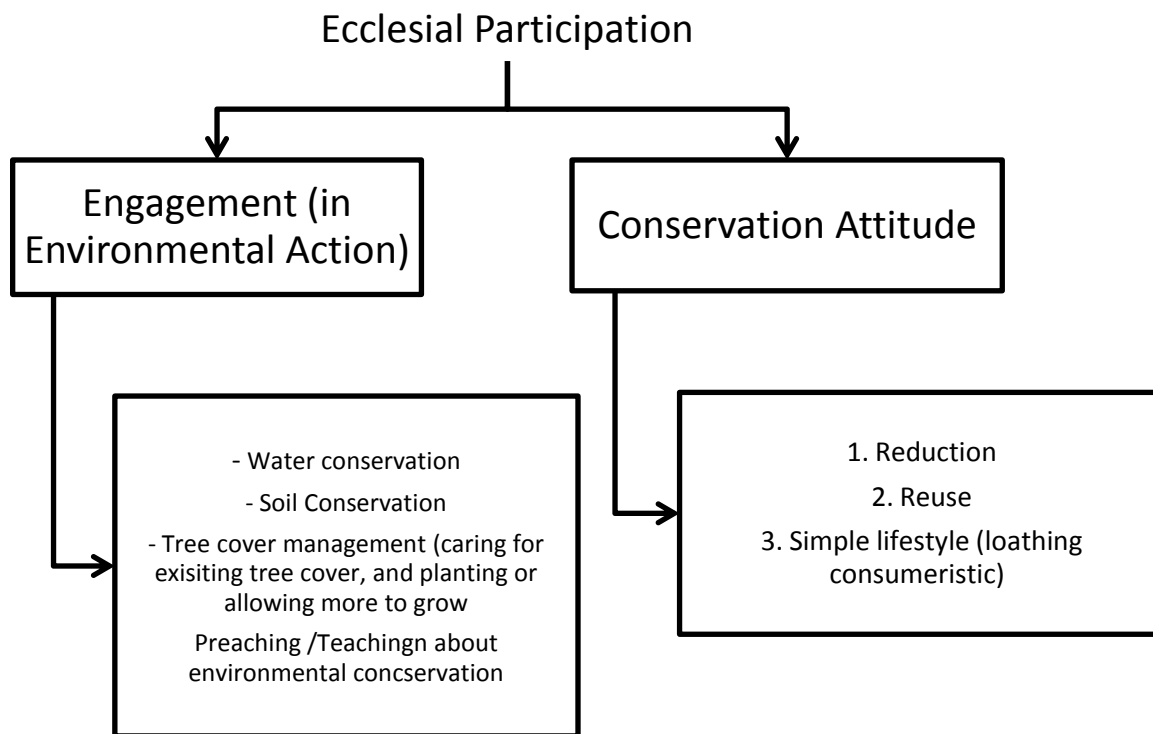 Ecclesial Participation
Engagement (in
Environmental Action)
Conservation Attitude
- Water conservation
- Soil Conservation
- Tree cover management (caring for
exisiting tree cover, and planting or
allowing more to grow
Preaching /Teachingn about
environmental concservation
1. Reduction
2. Reuse
3. Simple lifestyle (loathing
consumeristic)